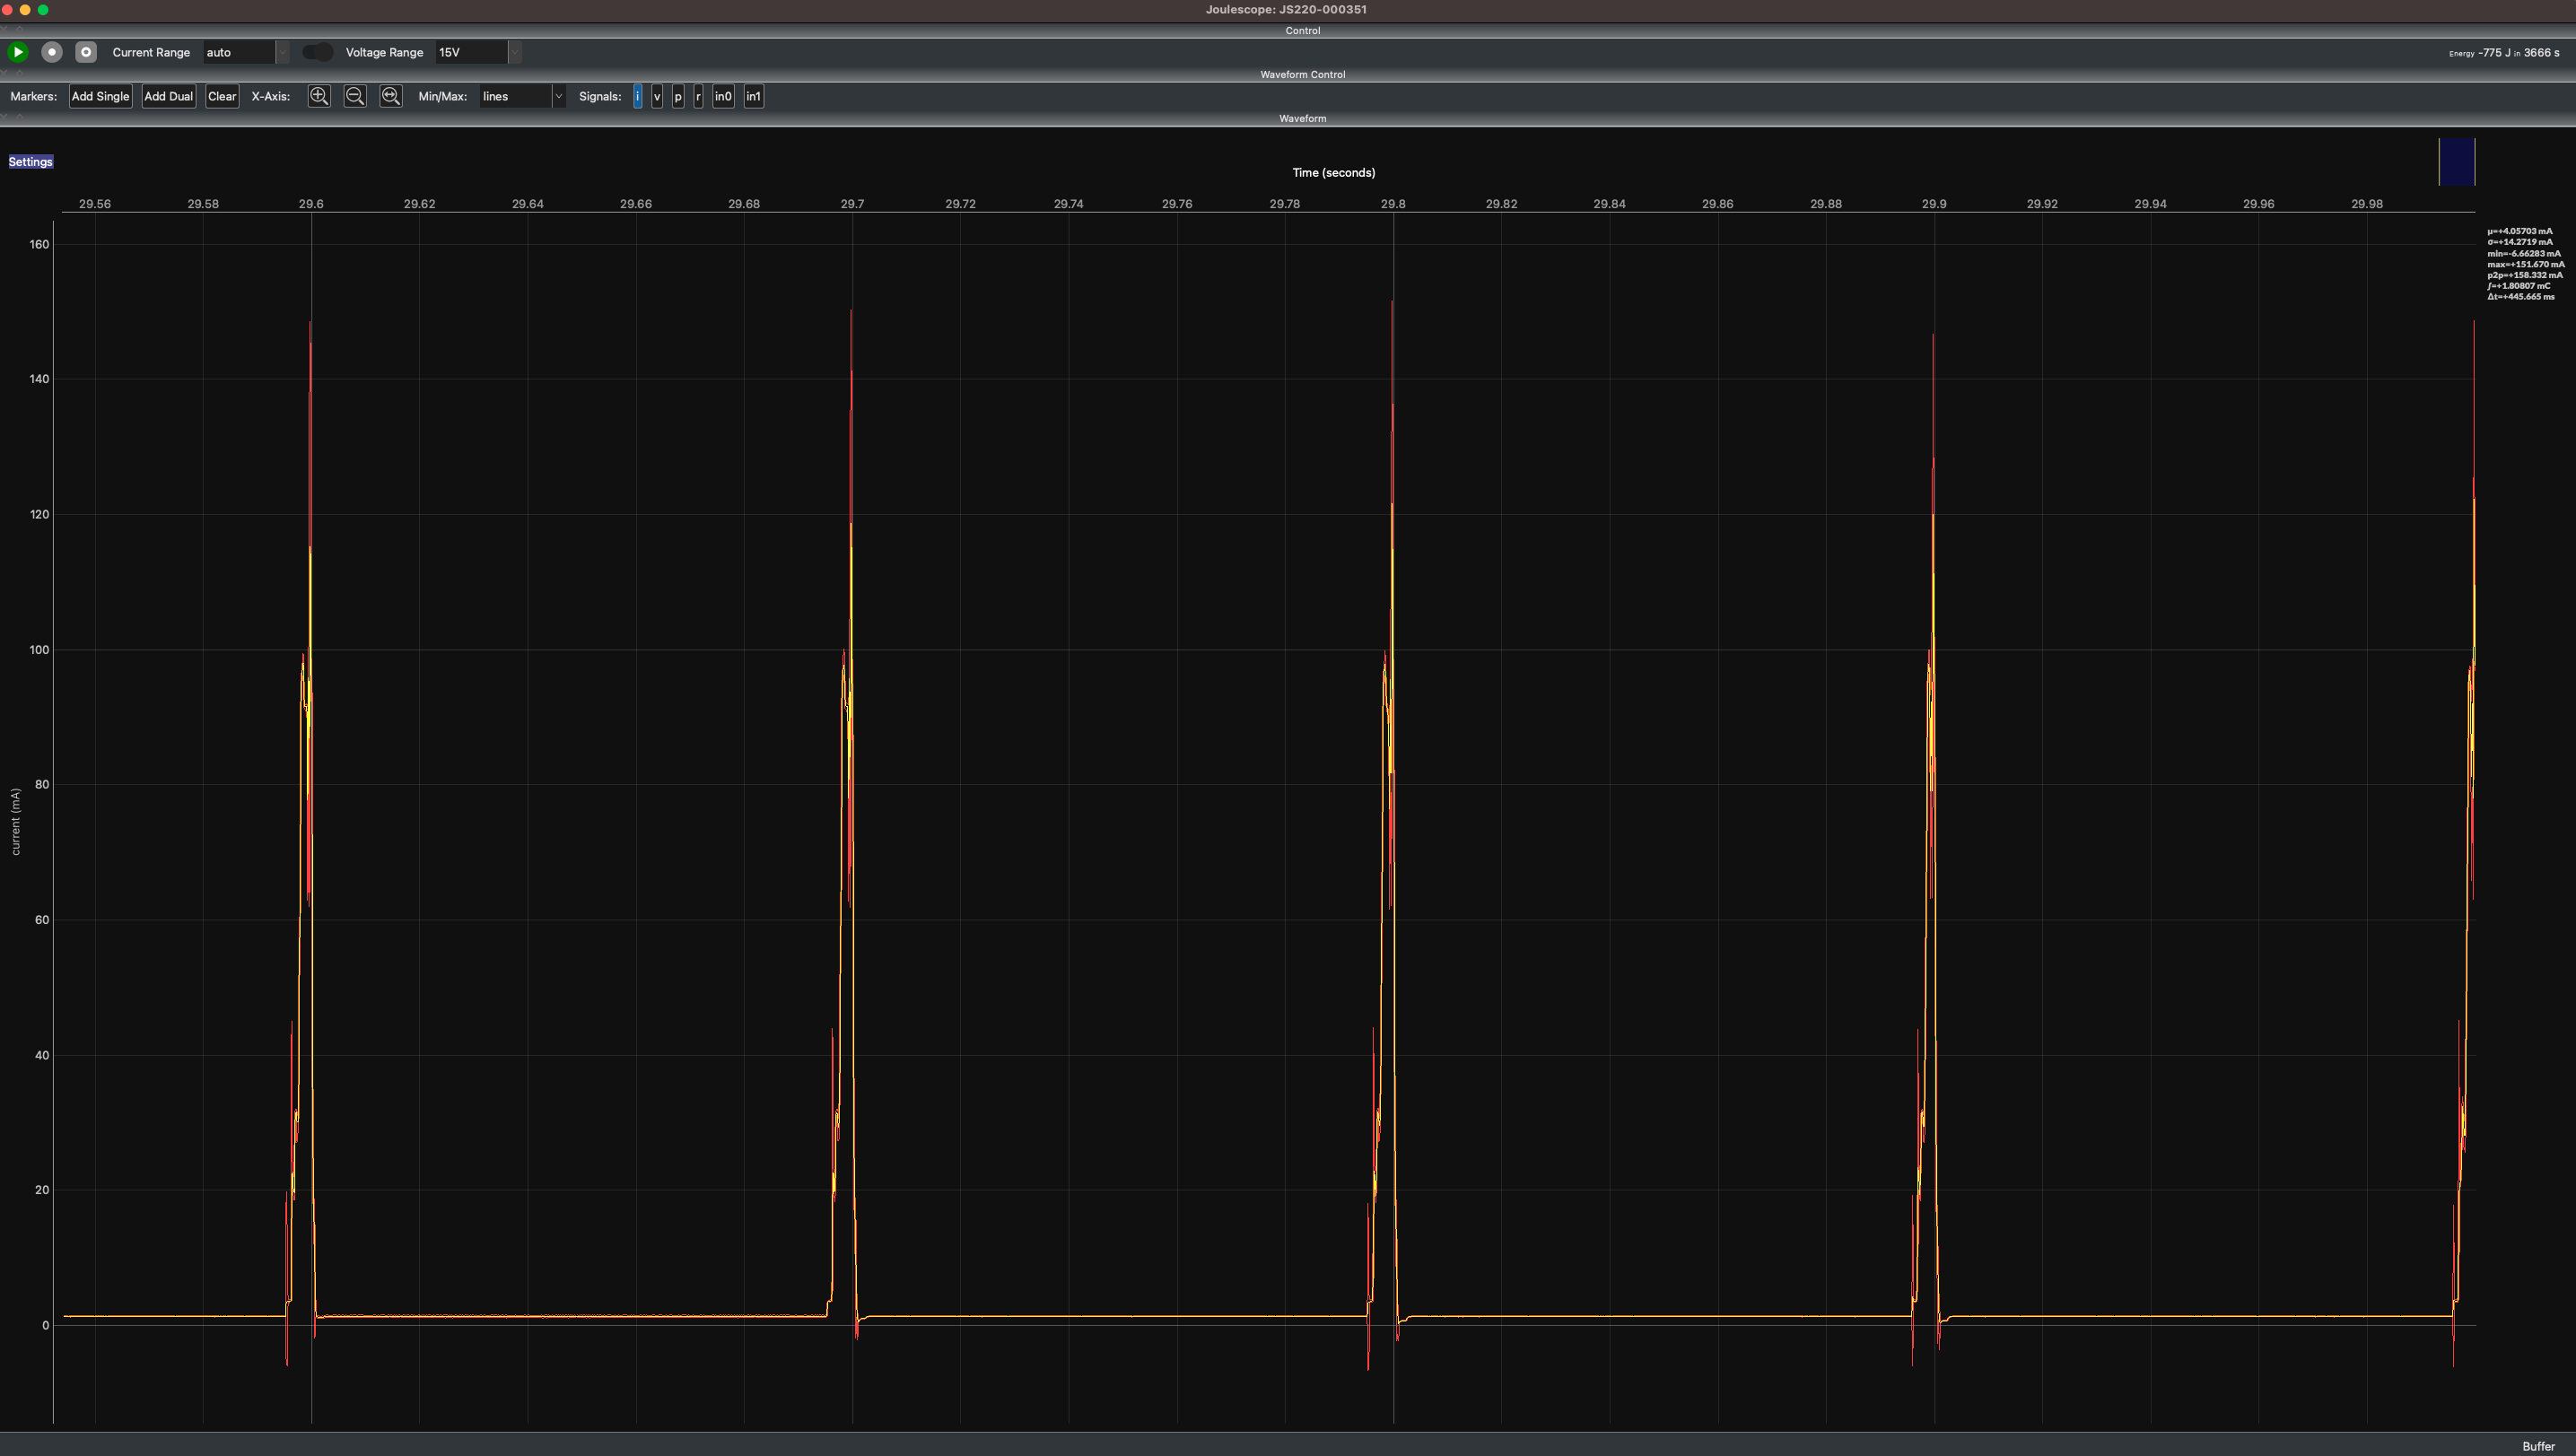 Joulescope: JS220-000351
Control
Current Range auto Voltage Range 15V Energy -775 J in 3666 s
Waveform Control
Markers: Add Single Add Dual Clear X-Axis: Min/Max: lines Signals: i v p r in0 in1
Waveform
Settings
Time (seconds)
29.56 29.58 29.6 29.62 29.64 29.66 29.68 29.7 29.72 29.74 29.76 29.78 29.8 29.82 29.84 29.86 29.88 29.9 29.92 29.94 29.96 29.98
μ=+4.05703 mA
σ=+14.2719 mA
min=-6.66283 mA
max=+151.670 mA
p2p=+158.332 mA
∫=+1.80807 mC
Δt=+445.665 ms
160
140
120
100
80
60
40
20
0
current (mA)
Buffer